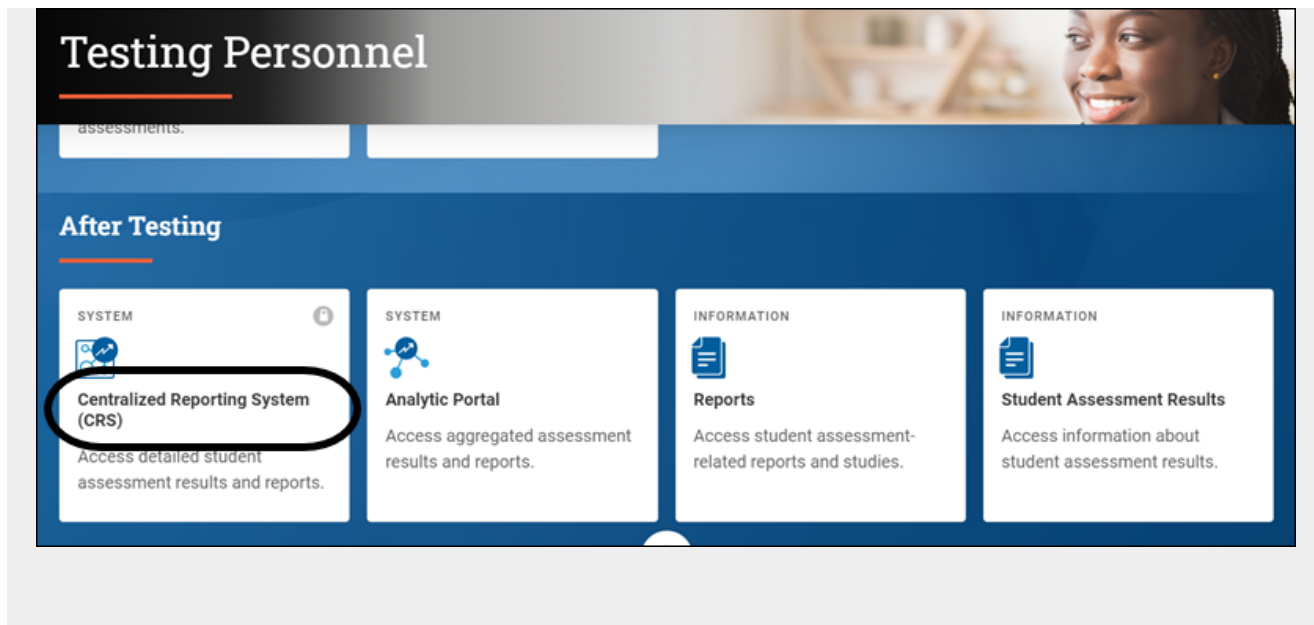 Testing Personnel
assessments.
After Testing
SYSTEM
Centralized Reporting System
(CRS)
Access detailed student
assessment results and reports.
SYSTEM
Analytic Portal
Access aggregated assessment
results and reports.
INFORMATION
Reports
Access student assessment-
related reports and studies.
INFORMATION
Student Assessment Results
Access information about
student assessment results.